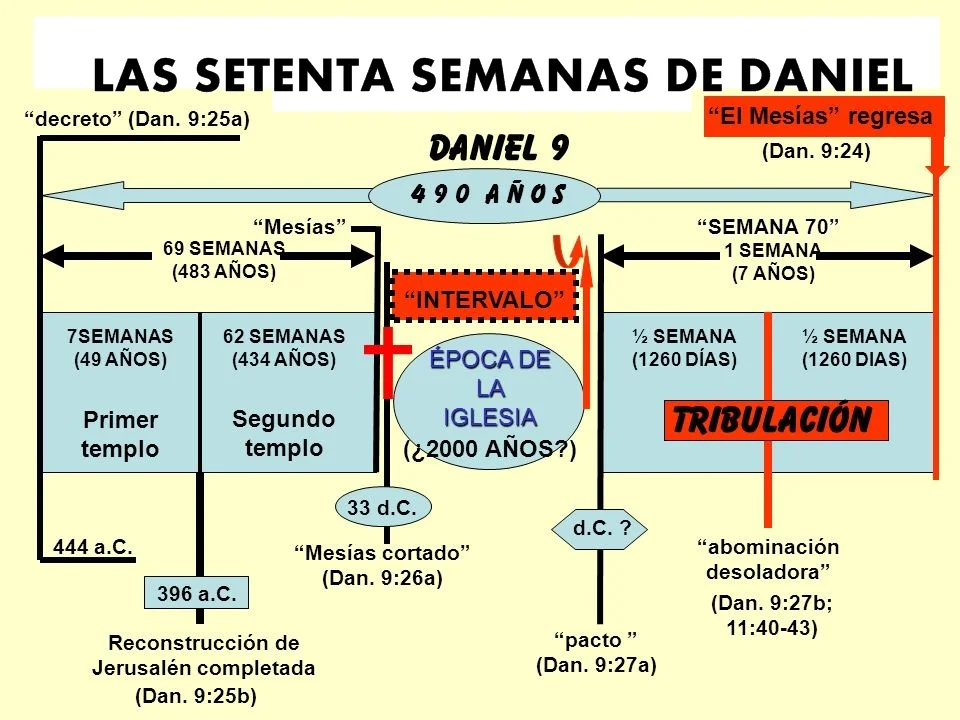 LAS SETENTA SEMANAS DE DANIEL
“decreto” (Dan. 9:25a)
“El Mesías” regresa
(Dan. 9:24)
DANIEL 9
490 AÑOS
“Mesías”
69 SEMANAS
(483 AÑOS)
“SEMANA 70”
1 SEMANA
(7 AÑOS)
“INTERVALO”
7SEMANAS
(49 AÑOS)
62 SEMANAS
(434 AÑOS)
½ SEMANA
(1260 DÍAS)
½ SEMANA
(1260 DIAS)
ÉPOCA DE
LA
IGLESIA
(¿2000 AÑOS?)
Primer
templo
Segundo
templo
TRIBULACIÓN
33 d.C.
d.C. ?
444 a.C.
“Mesías cortado”
(Dan. 9:26a)
“abominación
desoladora”
(Dan. 9:27b;
11:40-43)
396 a.C.
Reconstrucción de
Jerusalén completada
(Dan. 9:25b)
“pacto ”
(Dan. 9:27a)